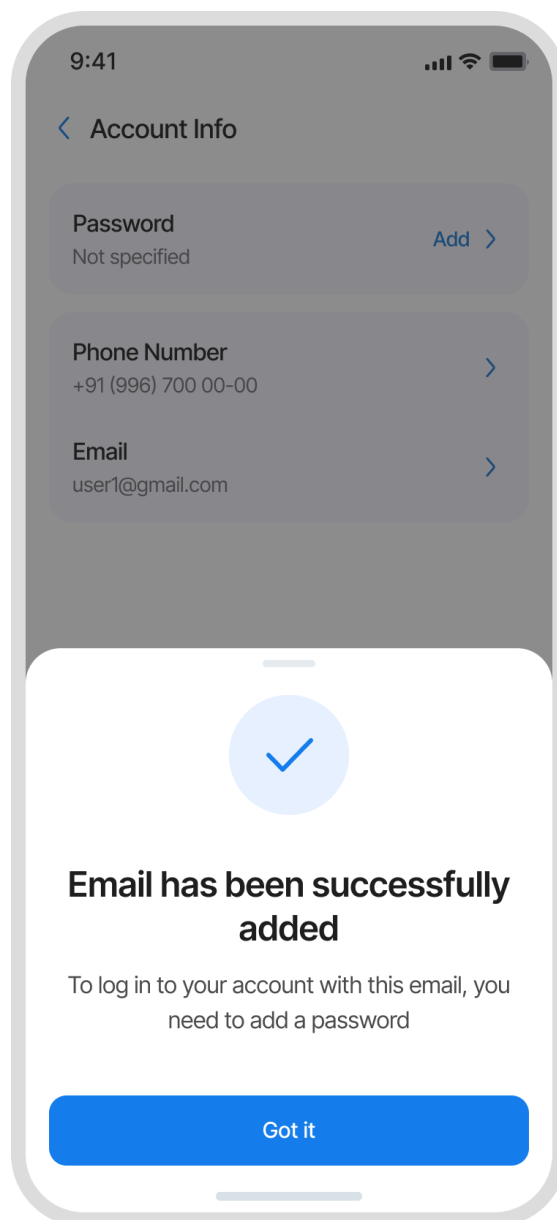 9:41
Account Info
Password
Not specified
Add
Phone Number
+91 (996) 700 00-00
Email
user1@gmail.com
Email has been successfully
added
To log in to your account with this email, you
need to add a password
Got it